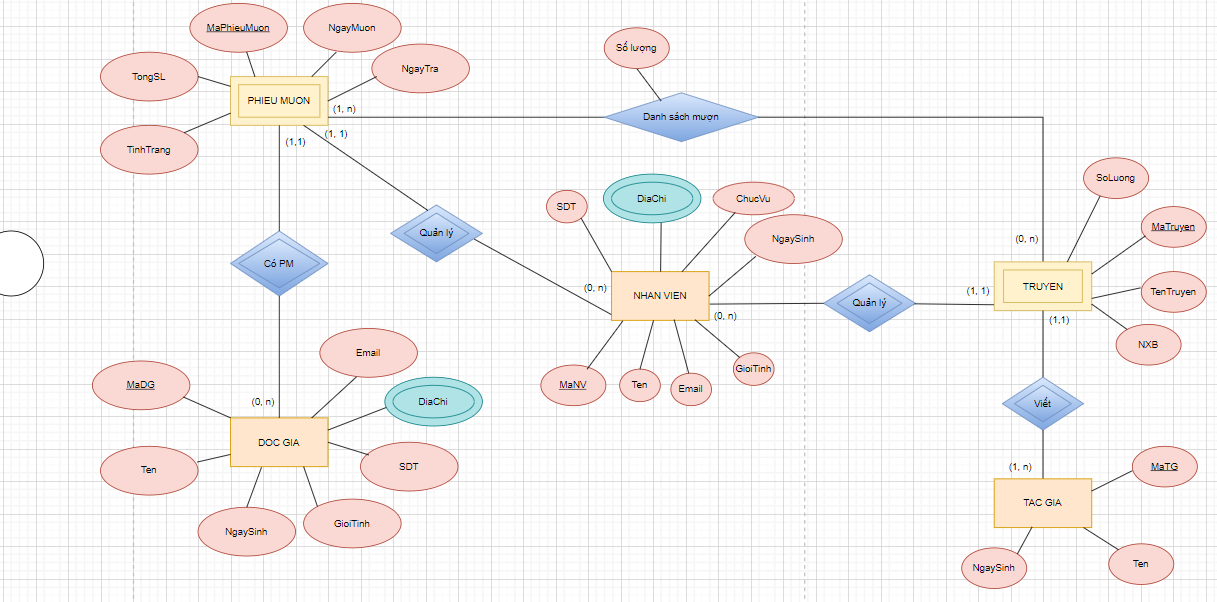 MaPhieuMuon
NgayMuon
NgayTra
TongSL
PHIEU MUON
TinhTrang
(1, n)
(1, 1)
(1,1)
Số lượng
Danh sách mượn
Quản lý
Có PM
SDT
DiaChi
ChucVu
NgaySinh
NHAN VIEN
(0, n)
(0, n)
MaNV
Ten
Email
GioiTinh
Quản lý
SoLuong
MaTruyen
TenTruyen
NXB
TRUYEN
(0, n)
(1, 1)
(1,1)
Viết
(1, n)
TAC GIA
MaTG
NgaySinh
Ten
Email
MaDG
DiaChi
(0, n)
DOC GIA
Ten
SDT
NgaySinh
GioiTinh